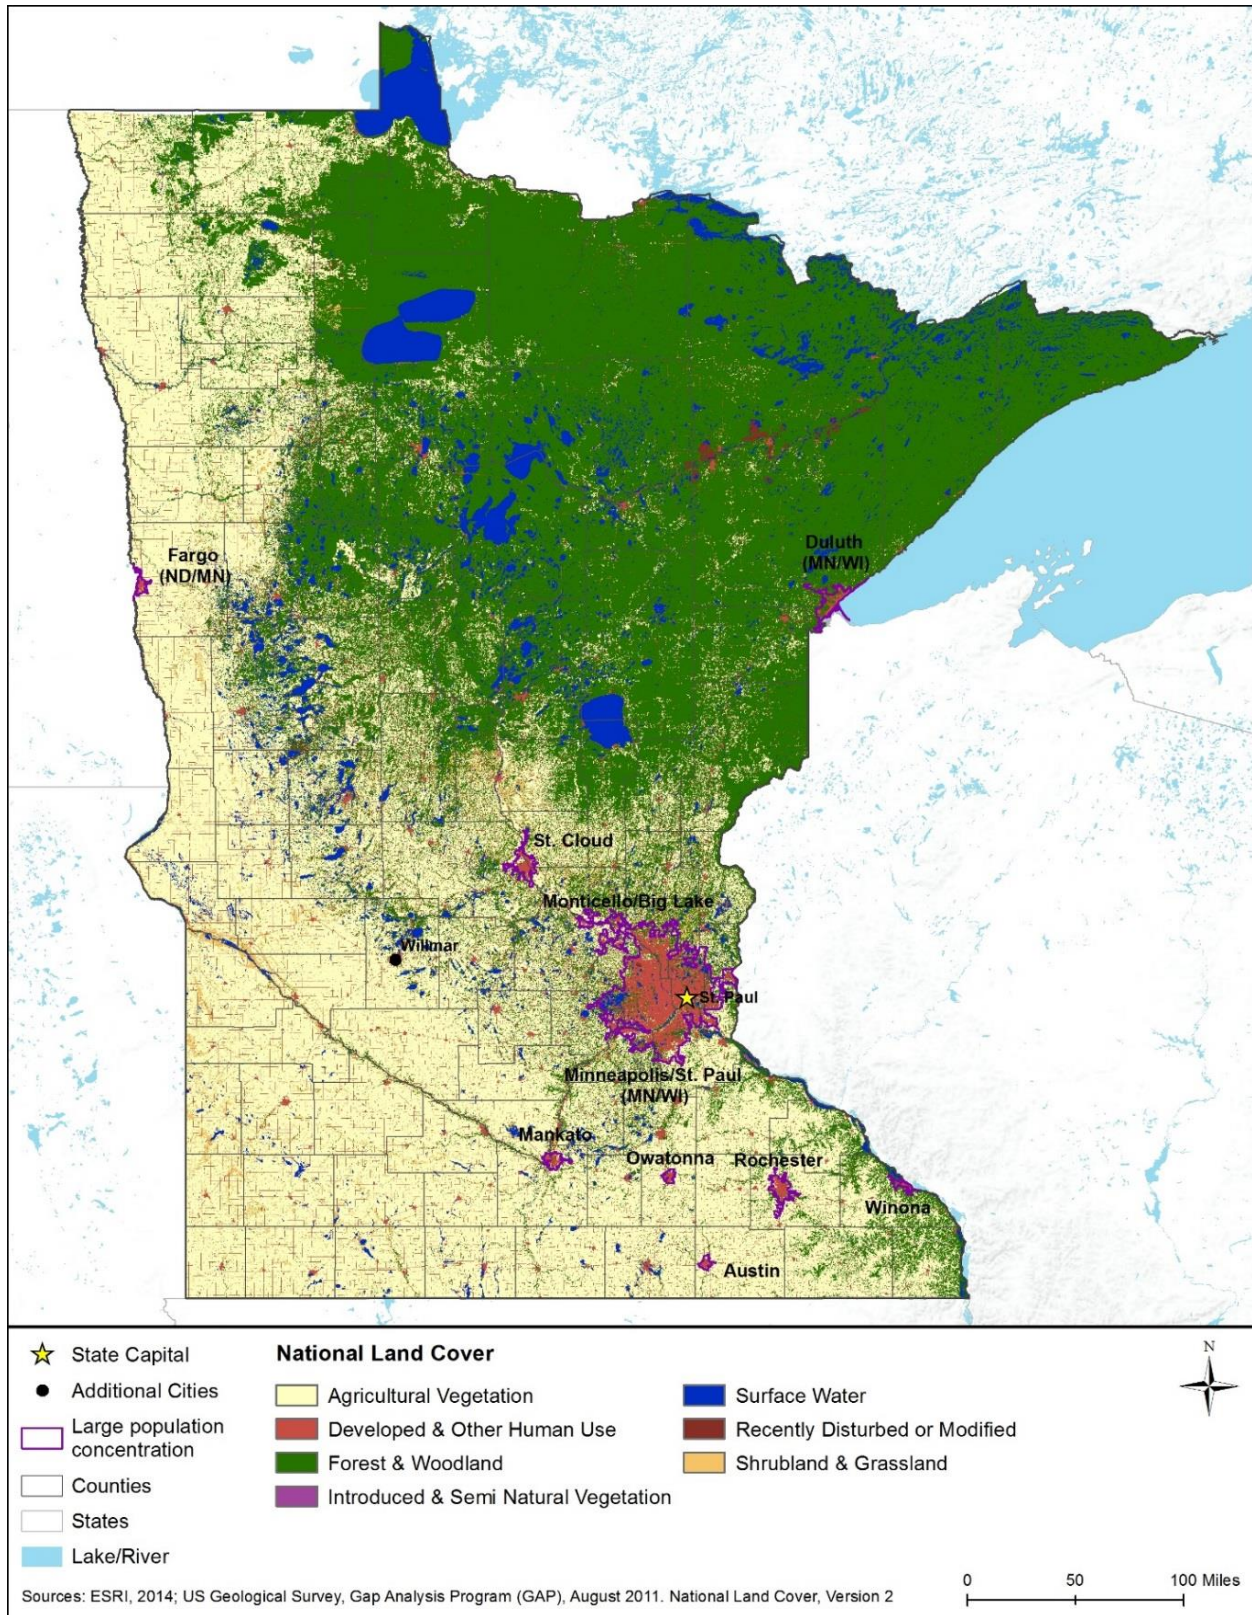 Fargo
(ND/MN)
Duluth
(MN/WI)
St. Cloud
Monticello/Big Lake
Willmar
St. Paul
Minneapolis/St. Paul
(MN/WI)
Mankato
Owatonna
Rochester
Winona
Austin
State Capital
Additional Cities
Large population
concentration
Counties
States
Lake/River
National Land Cover
Agricultural Vegetation
Developed & Other Human Use
Forest & Woodland
Introduced & Semi Natural Vegetation
Surface Water
Recently Disturbed or Modified
Shrubland & Grassland
N
0 50 100 Miles
Sources: ESRI, 2014; US Geological Survey, Gap Analysis Program (GAP), August 2011. National Land Cover, Version 2